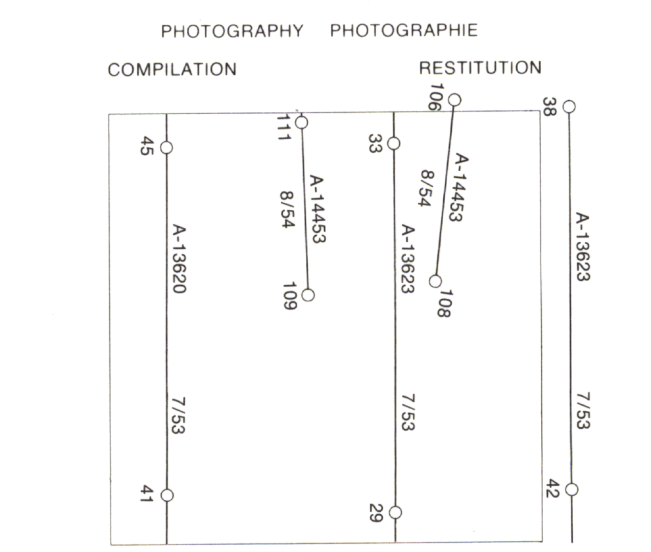 PHOTOGRAPHY PHOTOGRAPHIE
COMPILATION RESTITUTION
106
38
111
45
33
A-14453
8/54
A-14453
8/54
A-13620
A-13623
A-13623
109
108
7/53
7/53
7/53
41
29
42